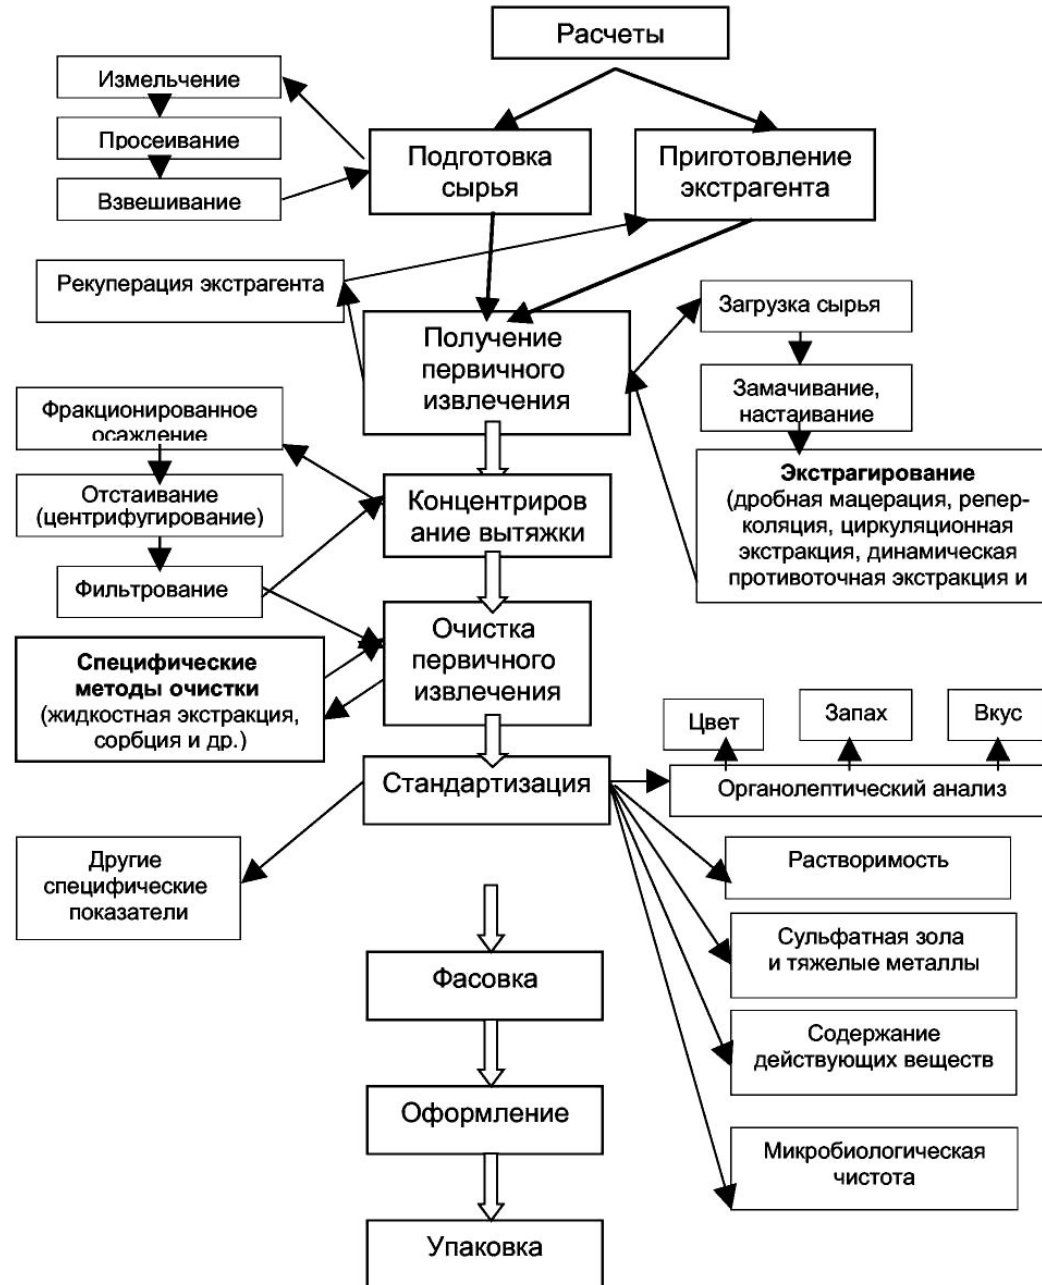 Расчеты
Измельчение
Просеивание
Взвешивание
Подготовка
сырья
Приготовление
экстрагента
Рекуперация экстрагента
Получение
первичного
извлечения
Загрузка сырья
Замачивание,
настаивание
Экстрагирование
(дробная мацерация, репер-
коляция, циркуляционная
экстракция, динамическая
противоточная экстракция и
Фракционированное
осаждение
Отстаивание
(центрифугирование)
Фильтрование
Концентриров
ание вытяжки
Очистка
первичного
извлечения
Специфические
методы очистки
(жидкостная экстракция,
сорбция и др.)
Цвет
Запах
Вкус
Стандартизация
Органолептический анализ
Другие
специфические
показатели
Растворимость
Сульфатная зола
и тяжелые металлы
Содержание
действующих веществ
Микробиологическая
чистота
Фасовка
Оформление
Упаковка